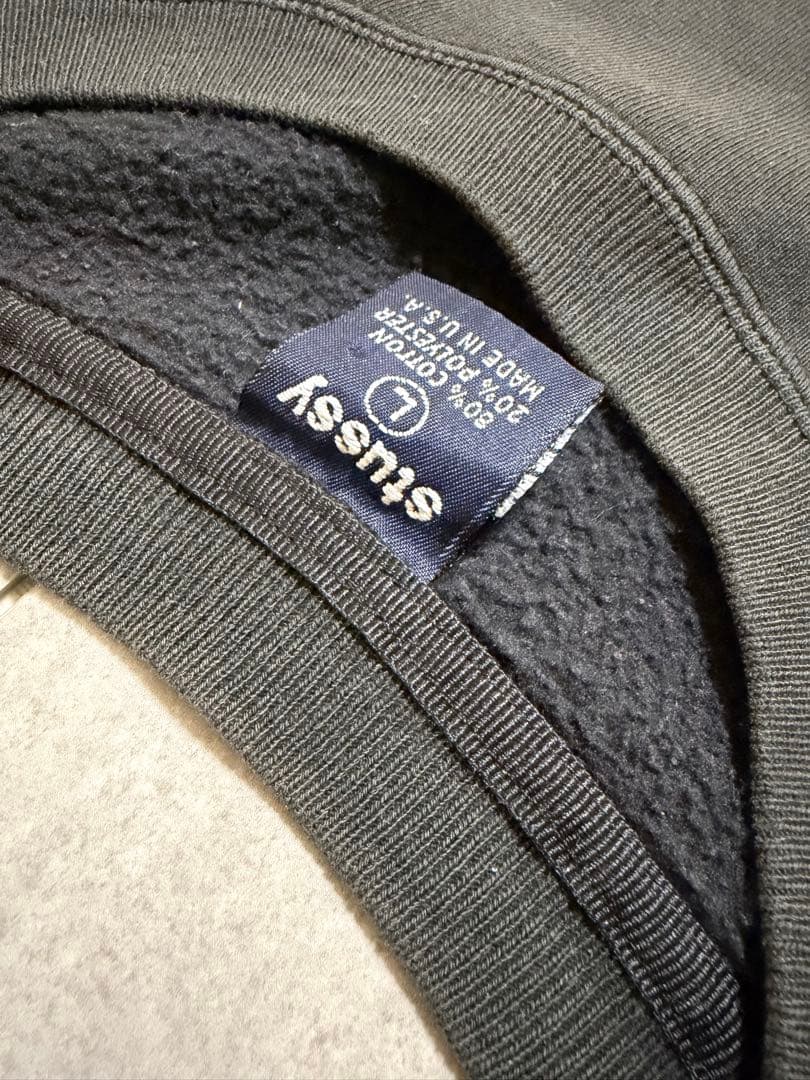 stussy
L
80% COTTON
20% POLYESTER
MADE IN U.S.A.